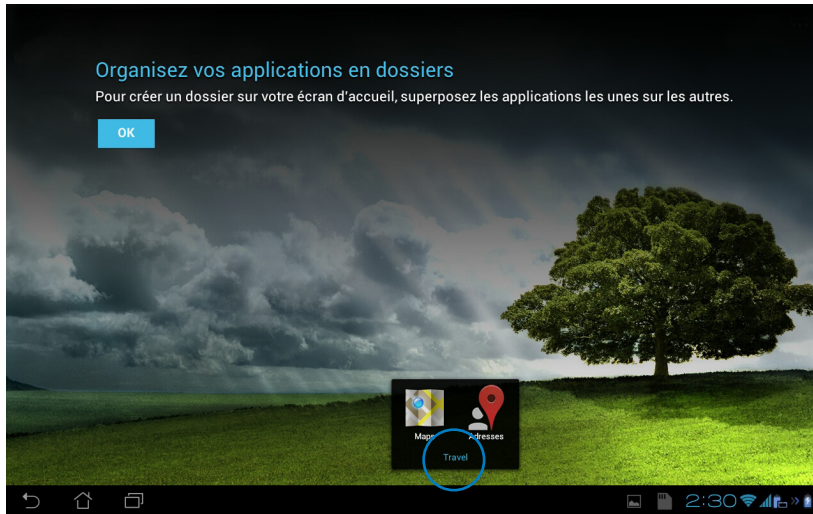 Organisez vos applications en dossiers
Pour créer un dossier sur votre écran d'accueil, superposez les applications les unes sur les autres.
OK
Maps Adresses
Travel
2:30